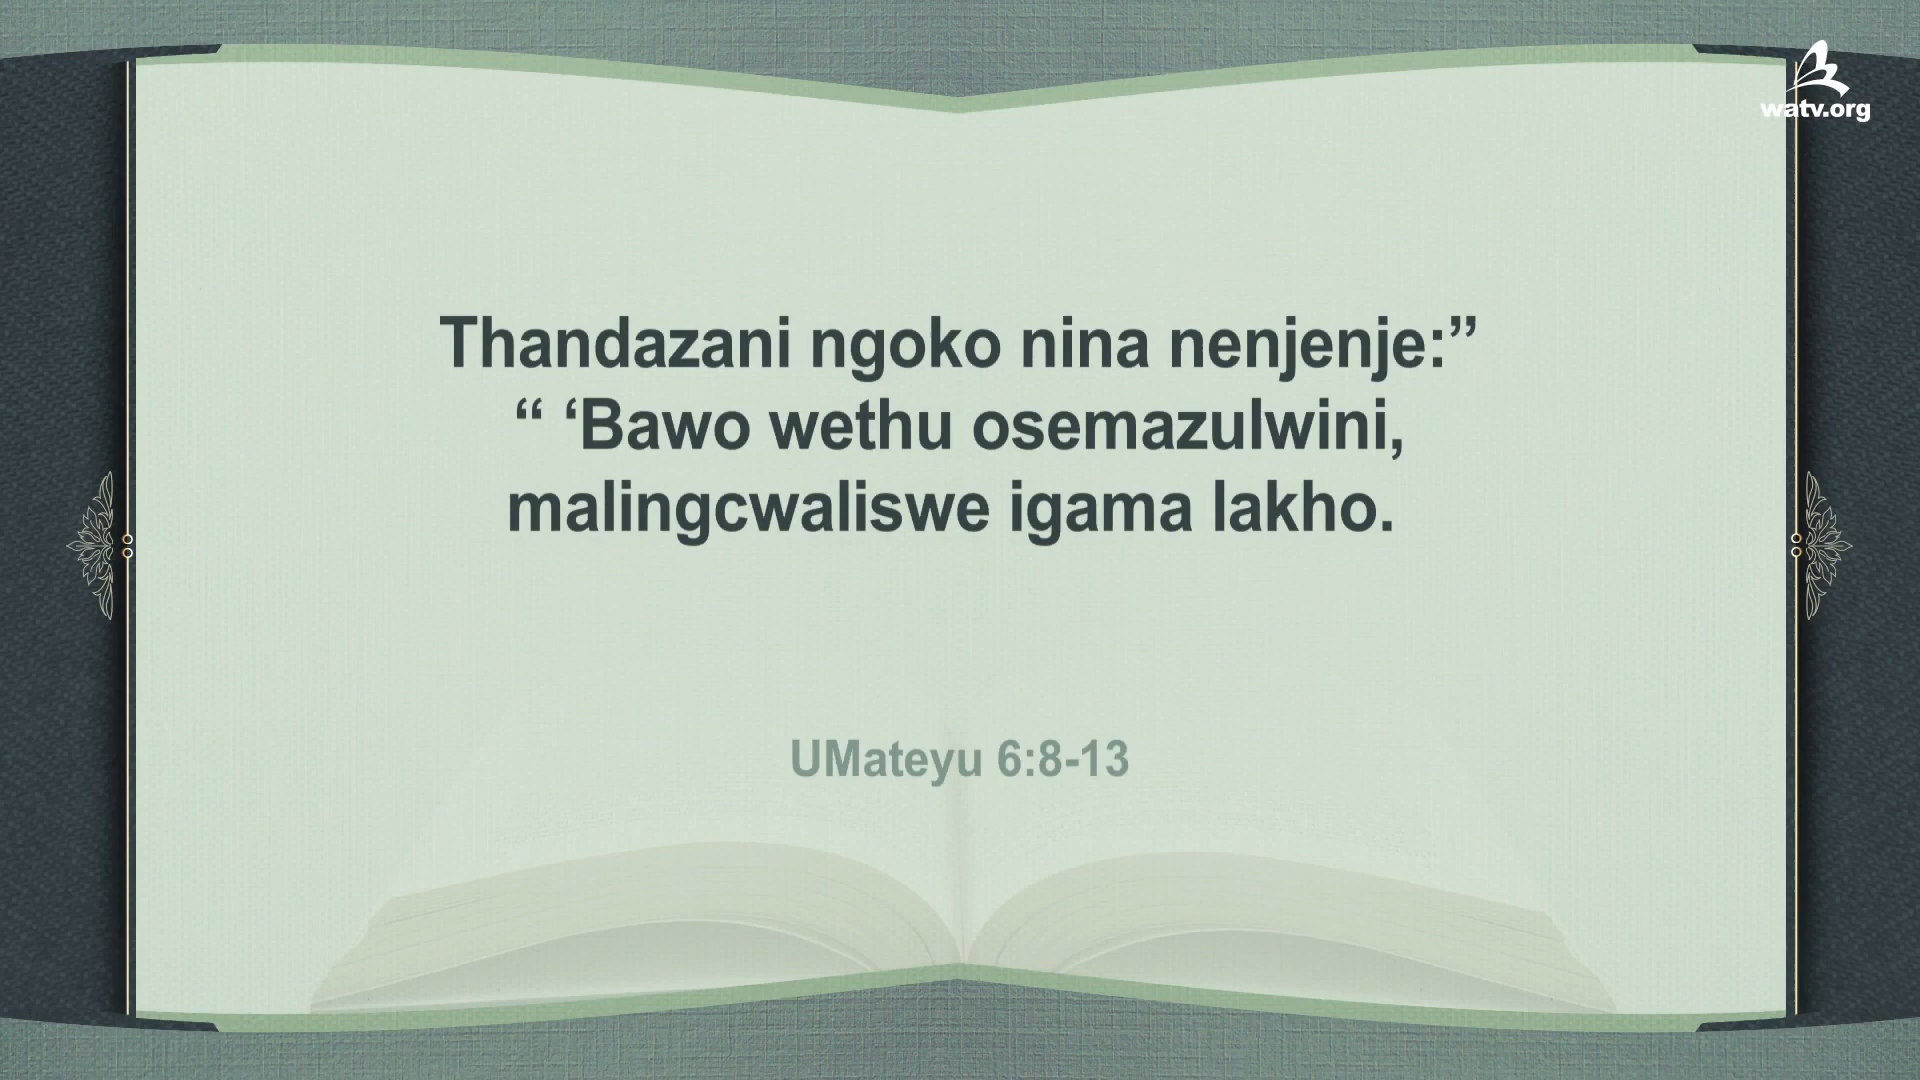 watv.org
Thandazani ngoko nina nenjenje:”
“ ‘Bawo wethu osemazulwini,
malingcwaliswe igama lakho.
UMateyu 6:8-13